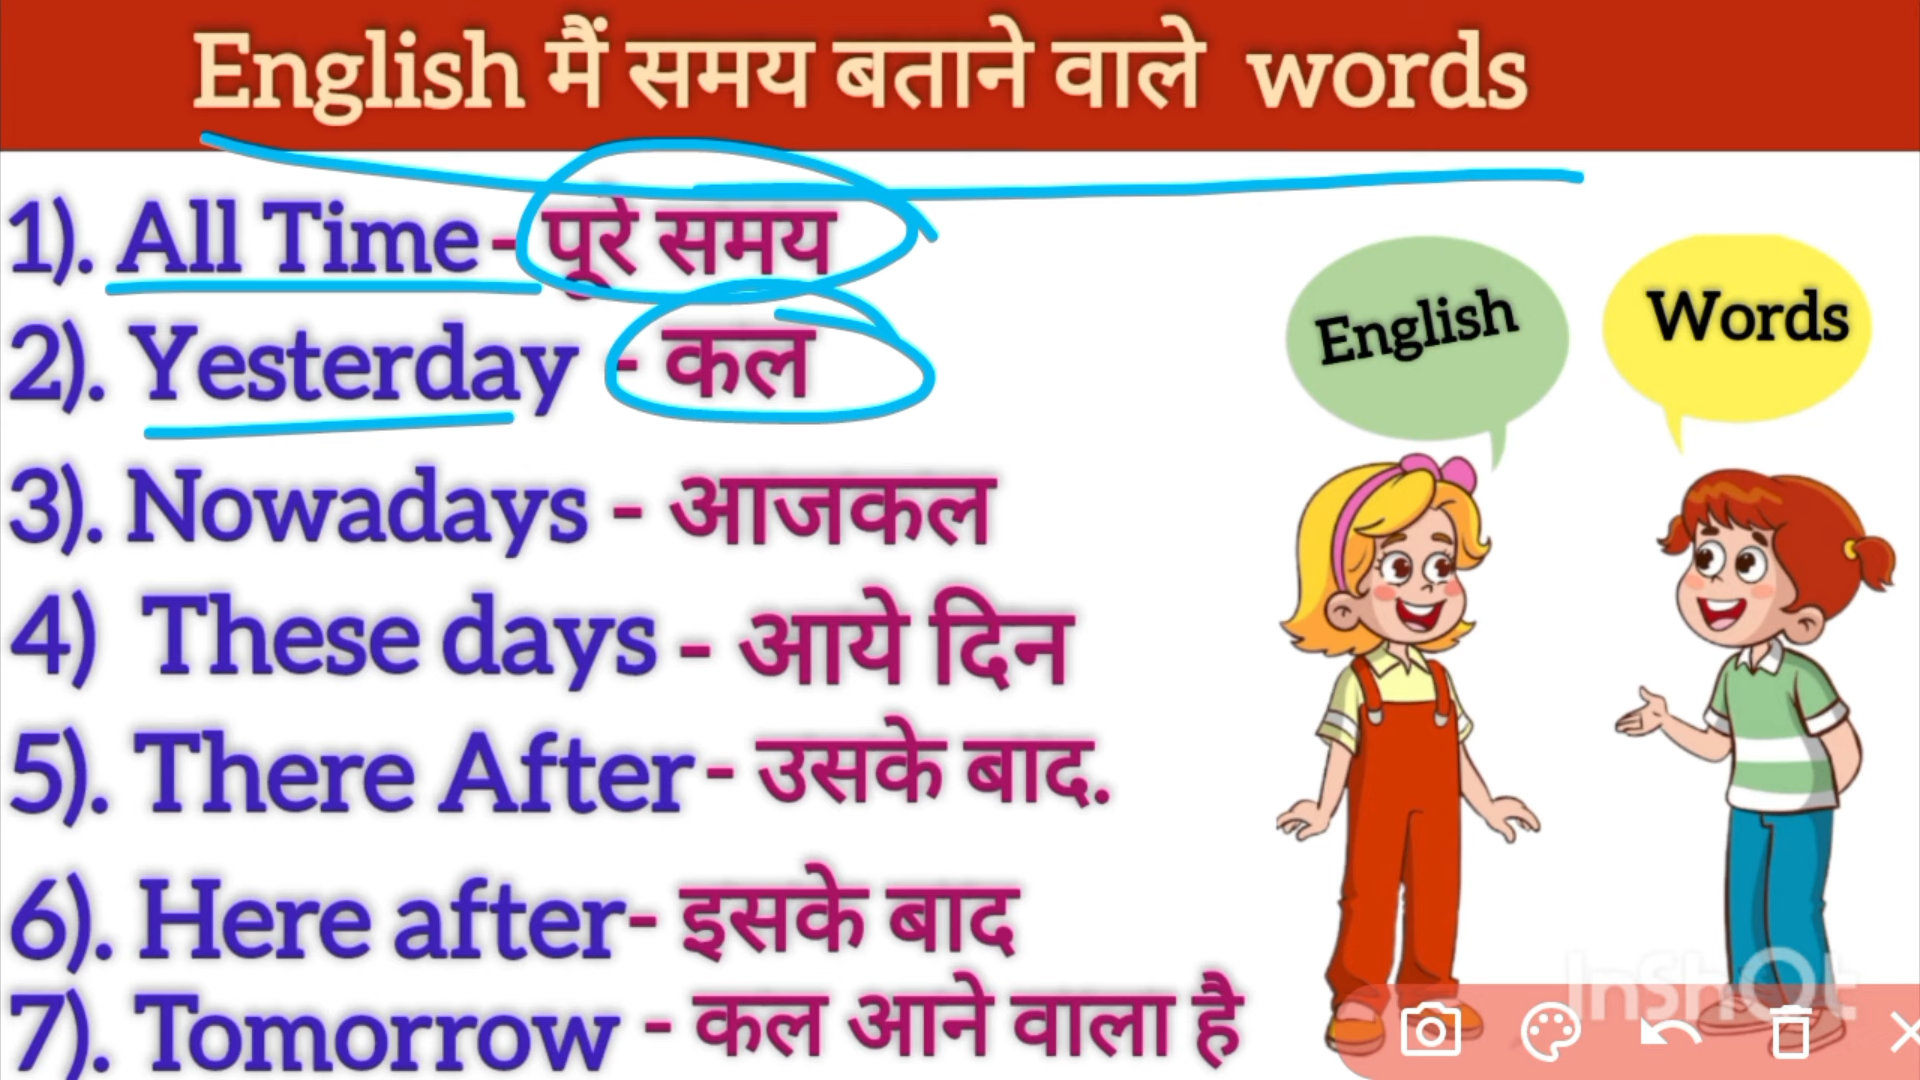 English मैं समय बताने वाले words
1). All Time - पूरे समय
2). Yesterday - कल
3). Nowadays - आजकल
4) These days - आये दिन
5). There After - उसके बाद.
6). Here after- इसके बाद
7). Tomorrow - कल आने वाला है
English
Words
InShOt